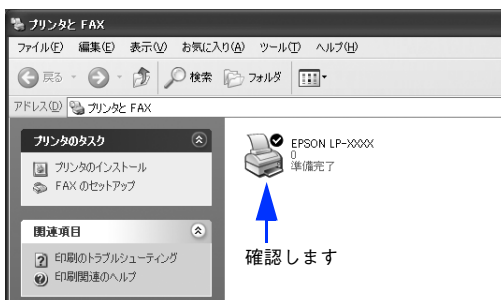 プリンタと FAX
ファイル(F) 編集(E) 表示(V) お気に入り(A) ツール(T) ヘルプ(H)
戻る 検索 フォルダ
アドレス(D) プリンタと FAX
プリンタのタスク
プリンタのインストール
FAX のセットアップ
関連項目
印刷のトラブルシューティング
印刷関連のヘルプ
EPSON LP-XXXX
0
準備完了
確認します